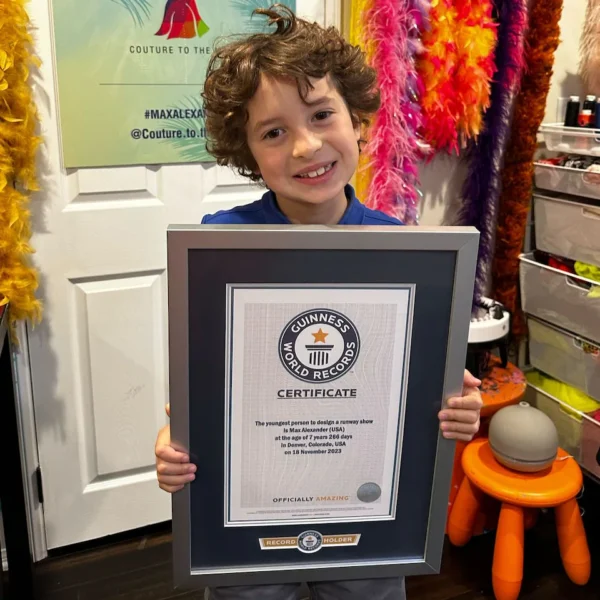 COUTURE TO THE
#MAXALEXAN
@Couture.to.th
GUINNESS
WORLD RECORDS
CERTIFICATE
The youngest person to design a runway show
is Max Alexander (USA)
at the age of 7 years 266 days
in Denver, Colorado, USA
on 18 November 2023
OFFICIALLY AMAZING
RECORD HOLDER